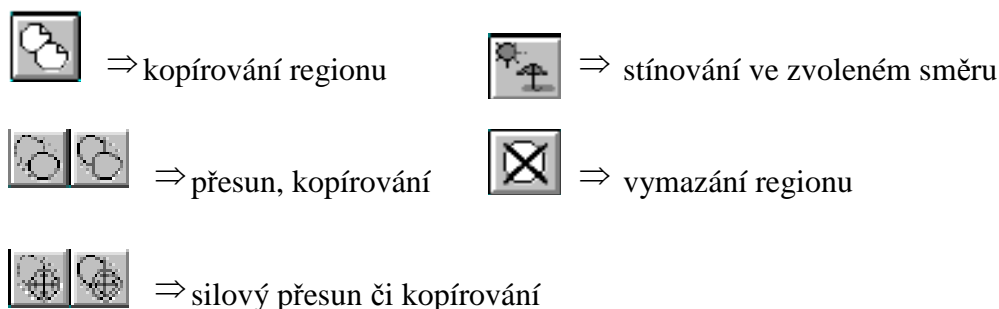 ⇒ kopírování regionu
⇒ stínování ve zvoleném směru
⇒ přesun, kopírování
⇒ vymazání regionu
⇒ silový přesun či kopírování